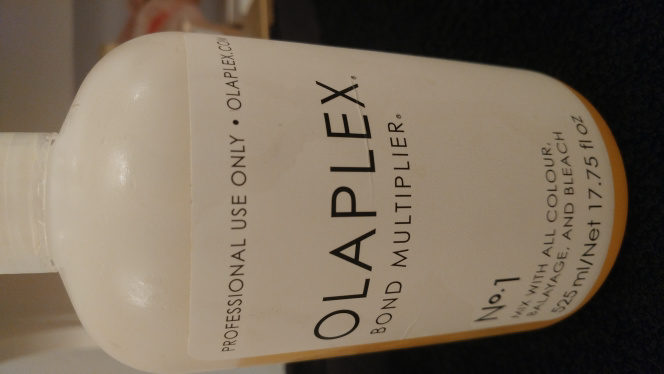 PROFESSIONAL USE ONLY • OLAPLEX.COM
OLAPLEX®
BOND MULTIPLIER®
No.1
MIX WITH ALL COLOUR,
BALAYAGE, AND BLEACH
525 ml/Net 17.75 fl oz